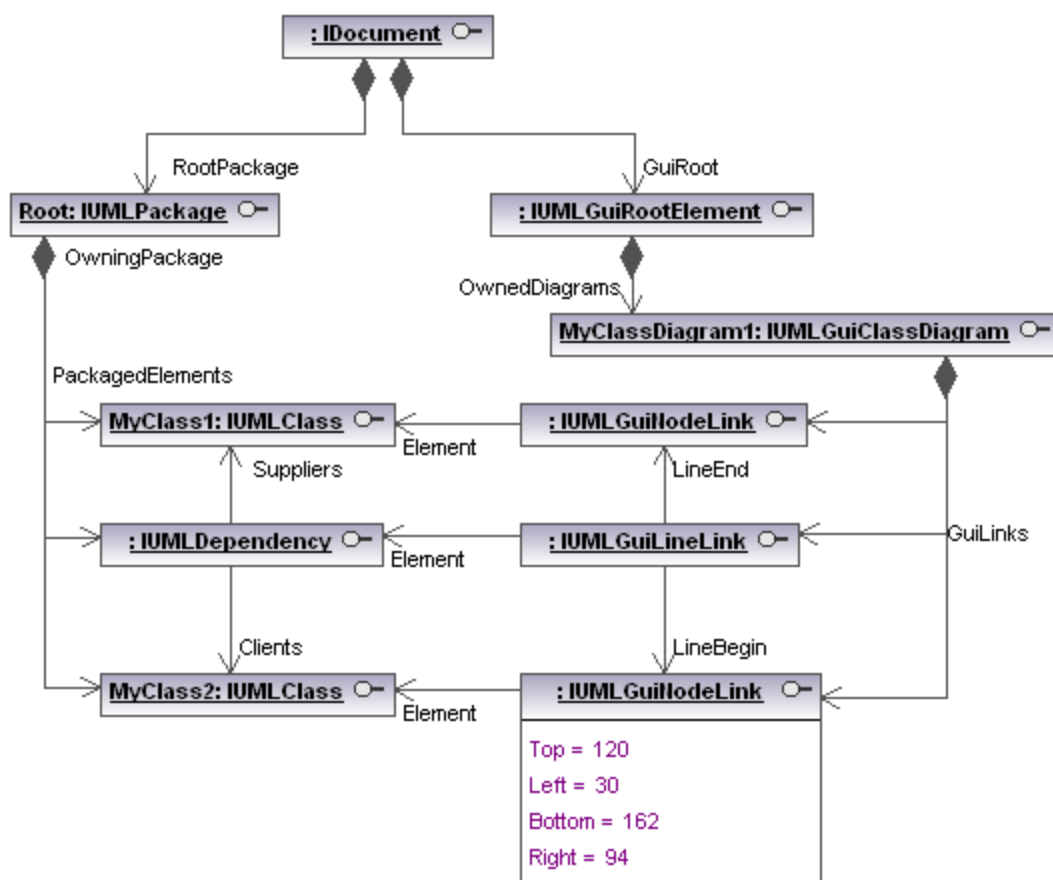 : IDocument
RootPackage
GuiRoot
Root: IUMLPackage
: IUMLGuiRootElement
OwningPackage
OwnedDiagrams
MyClassDiagram1: IUMLGuiClassDiagram
PackagedElements
MyClass1: IUMLClass
: IUMLGuiNodeLink
Element
Suppliers
LineEnd
: IUMLDependency
: IUMLGuiLineLink
GuiLinks
Element
Clients
LineBegin
MyClass2: IUMLClass
: IUMLGuiNodeLink
Element
Top = 120
Left = 30
Bottom = 162
Right = 94